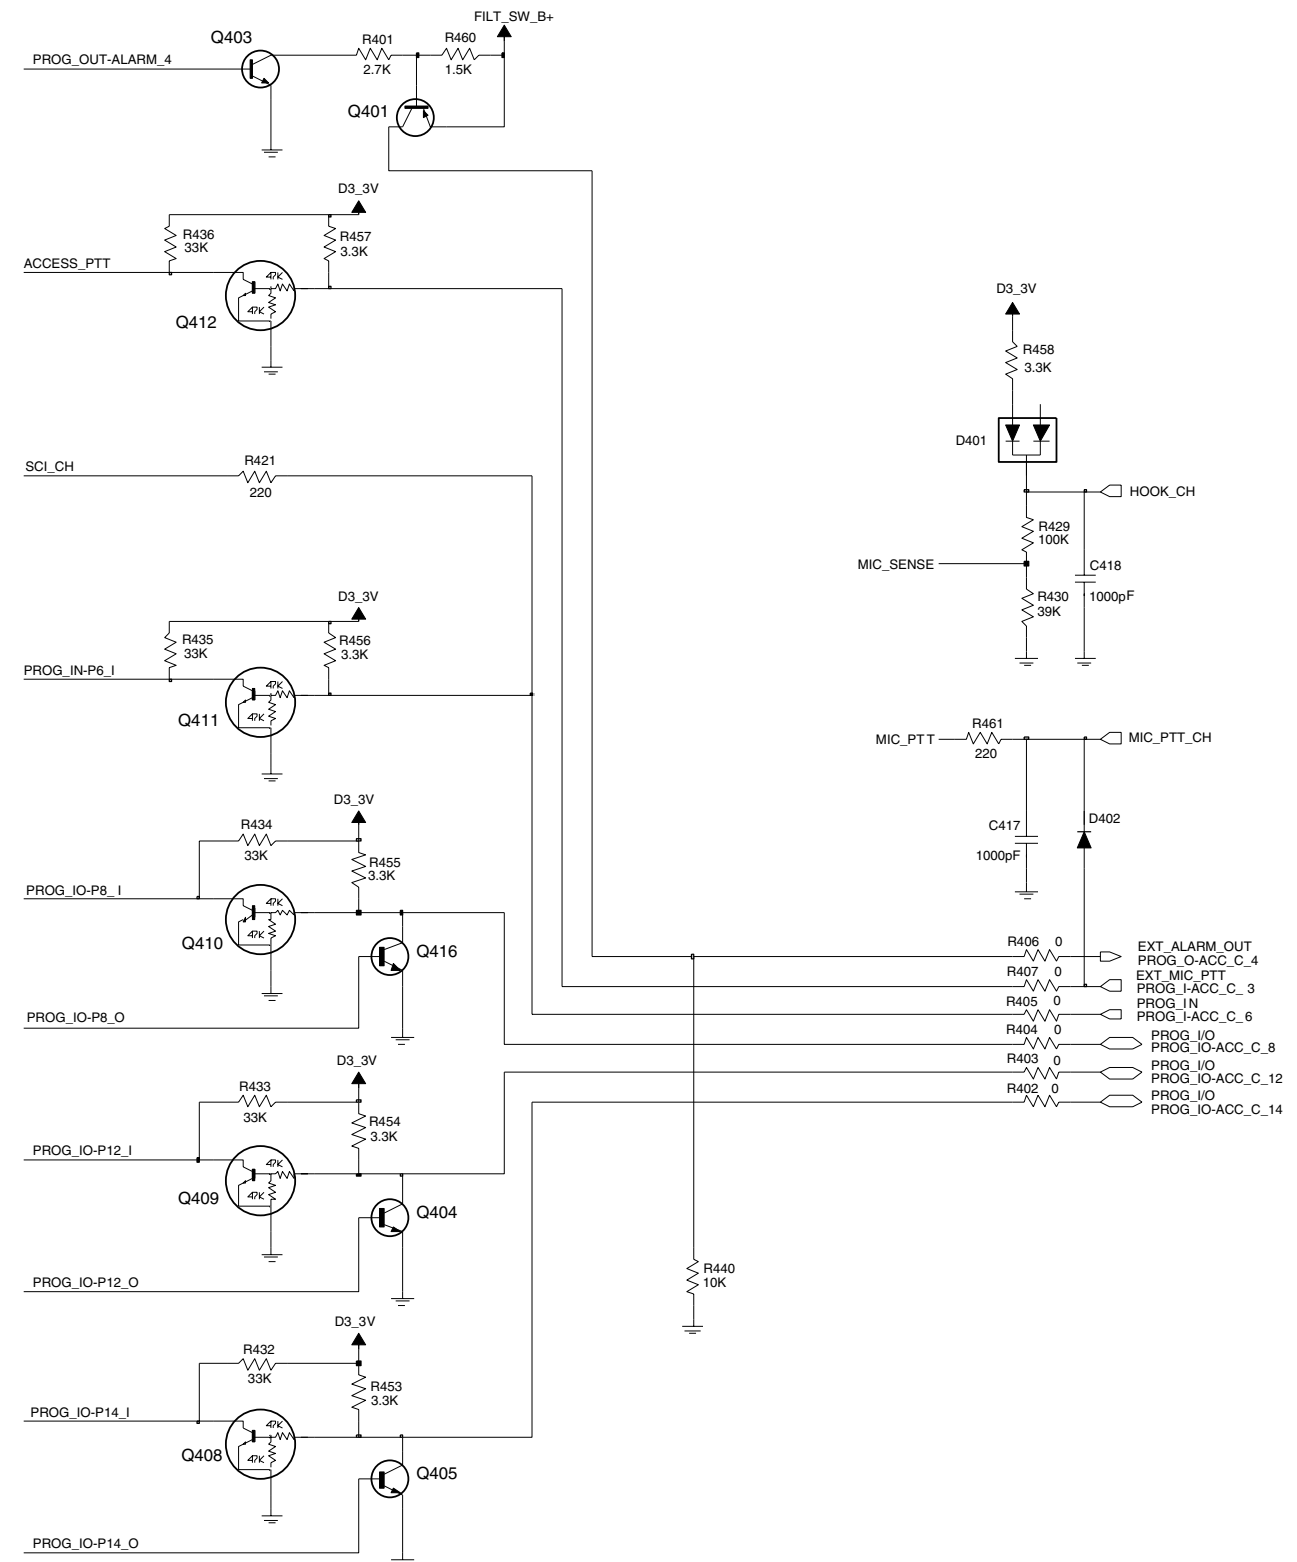 FILT_SW_B+
Q403
R401
R460
PROG_OUT-ALARM_4
2.7K
1.5K
Q401
D3_3V
R436
33K
R457
3.3K
ACCESS_PTT
47K
47K
Q412
D3_3V
R458
3.3K
D401
SCI_CH
R421
220
HOOK_CH
R429
100K
MIC_SENSE
C418
1000pF
R430
39K
D3_3V
R435
33K
R456
3.3K
PROG_IN-P6_I
47K
47K
Q411
R461
MIC_PTT
220
MIC_PTT_CH
D3_3V
R434
33K
R455
3.3K
C417
1000pF
D402
PROG_IO-P8_I
47K
47K
Q410
Q416
R406 0
EXT_ALARM_OUT
PROG_O-ACC_C_4
R407 0
EXT_MIC_PTT
PROG_I-ACC_C_3
R405 0
PROG_IN
PROG_I-ACC_C_6
PROG_IO-P8_O
R404 0
PROG_I/O
PROG_IO-ACC_C_8
R403 0
PROG_I/O
PROG_IO-ACC_C_12
R402 0
PROG_I/O
PROG_IO-ACC_C_14
D3_3V
R433
33K
R454
3.3K
PROG_IO-P12_I
47K
47K
Q409
Q404
PROG_IO-P12_O
R440
10K
D3_3V
R432
33K
R453
3.3K
PROG_IO-P14_I
47K
47K
Q408
Q405
PROG_IO-P14_O